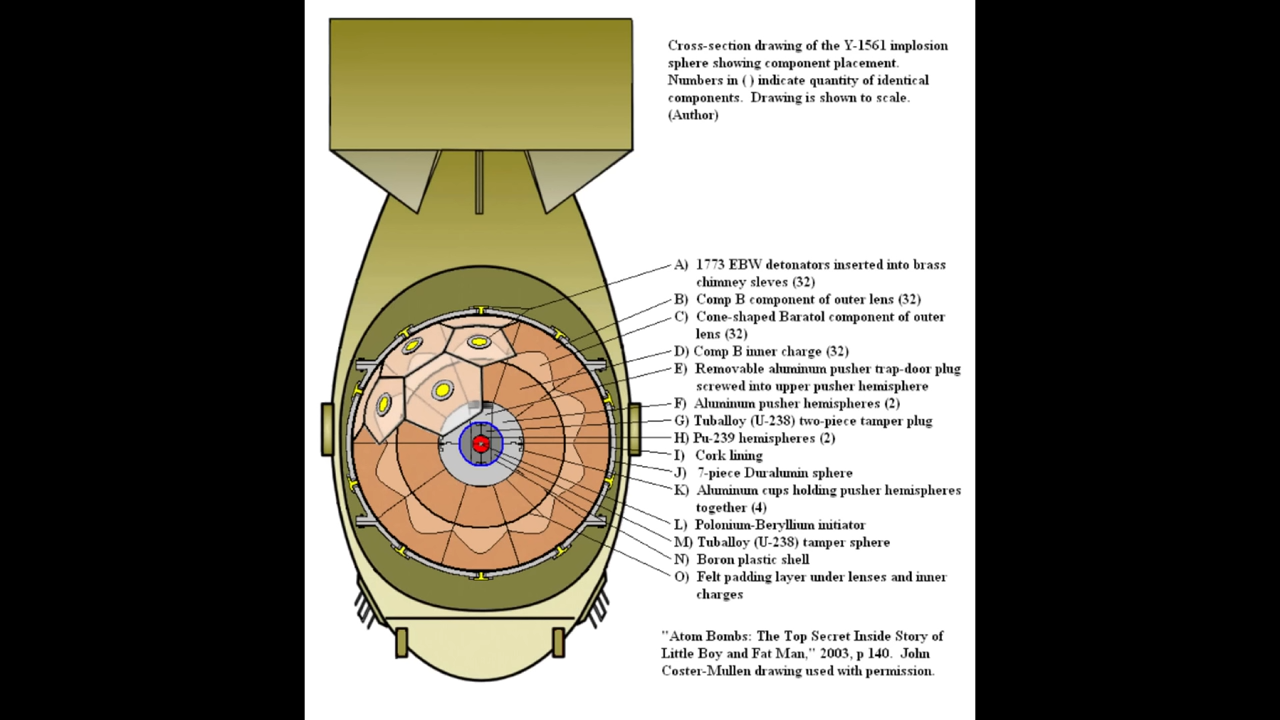 Cross-section drawing of the Y-1561 implosion
sphere showing component placement.
Numbers in ( ) indicate quantity of identical
components. Drawing is shown to scale.
(Author)
A) 1773 EBW detonators inserted into brass
chimney sleves (32)
B) Comp B component of outer lens (32)
C) Cone-shaped Baratol component of outer
lens (32)
D) Comp B inner charge (32)
E) Removable aluminum pusher trap-door plug
screwed into upper pusher hemisphere
F) Aluminum pusher hemispheres (2)
G) Tuballoy (U-238) two-piece tamper plug
H) Pu-239 hemispheres (2)
I) Cork lining
J) 7-piece Duralumin sphere
K) Aluminum cups holding pusher hemispheres
together (4)
L) Polonium-Beryllium initiator
M) Tuballoy (U-238) tamper sphere
N) Boron plastic shell
O) Felt padding layer under lenses and inner
charges
"Atom Bombs: The Top Secret Inside Story of
Little Boy and Fat Man," 2003, p 140. John
Coster-Mullen drawing used with permission.